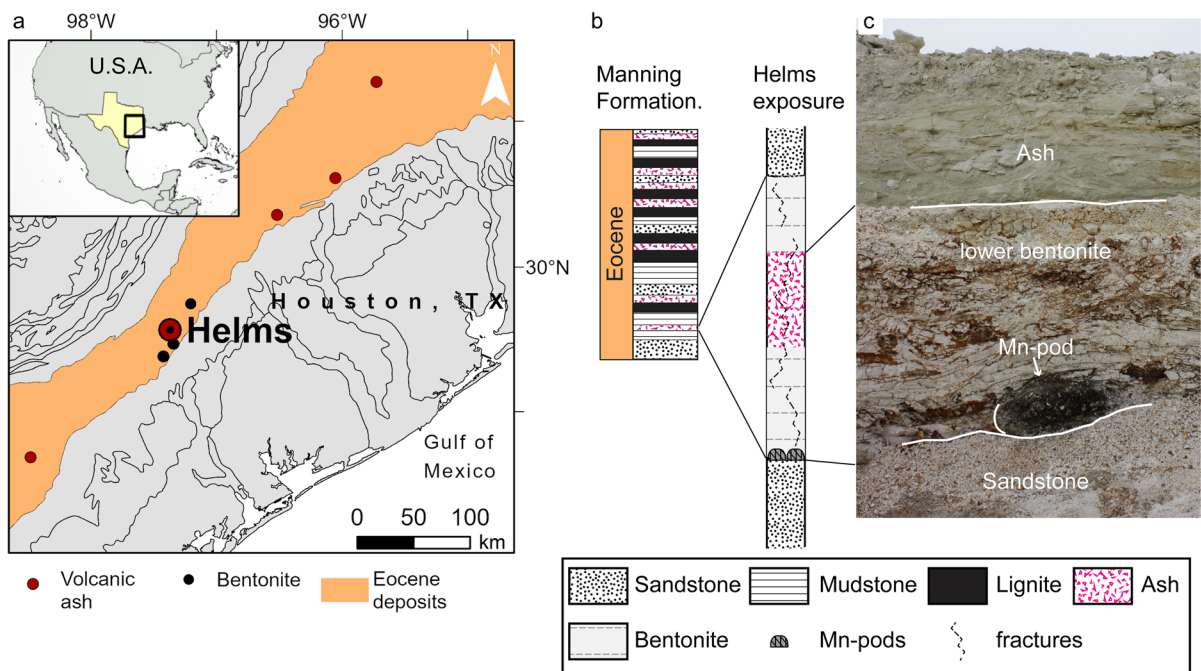 a
98°W
96°W
U.S.A.
N
30°N
Houston, TX
Helms
Gulf of
Mexico
0 50 100
km
Volcanic
ash
Bentonite
Eocene
deposits
b
Manning
Formation.
Helms
exposure
Eocene
c
Ash
lower bentonite
Mn-pod
Sandstone
Sandstone
Mudstone
Lignite
Ash
Bentonite
Mn-pods
fractures